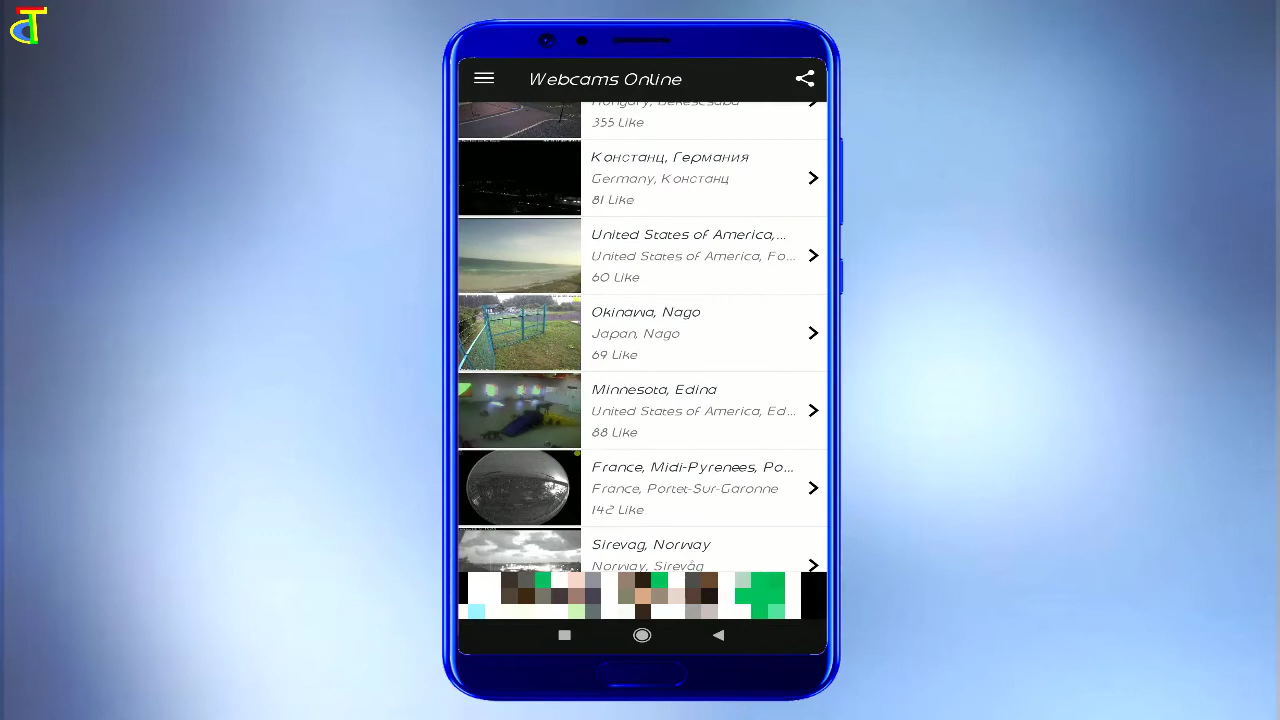 Webcams Online
Hungary, Bekescsaba
355 Like
Констанц, Германия
Germany, Констанц
81 Like
United States of America,...
United States of America, Fo...
60 Like
Okinawa, Nago
Japan, Nago
69 Like
Minnesota, Edina
United States of America, Ed...
88 Like
France, Midi-Pyrenees, Po...
France, Portet-Sur-Garonne
142 Like
Sirevag, Norway
Norway, Sirevåg